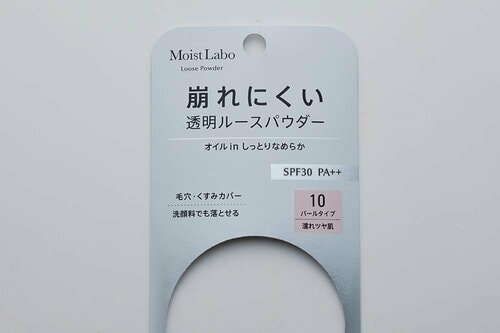 Moist Labo
Loose Powder
崩れにくい
透明ルースパウダー
オイル in しっとりなめらか
SPF30 PA++
毛穴・くすみカバー
洗顔料でも落とせる
10
パールタイプ
濡れツヤ肌